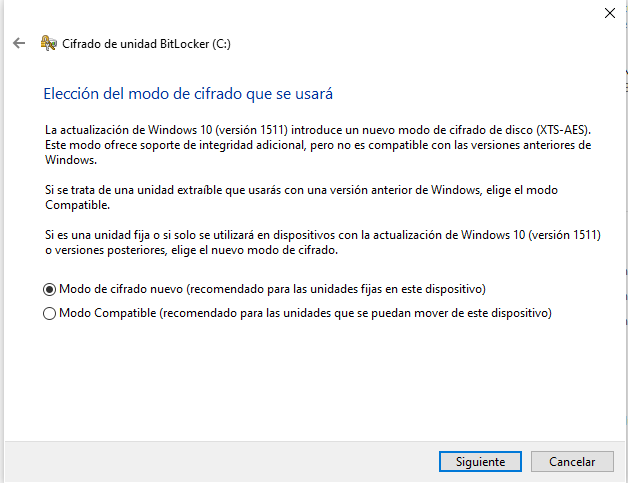 Cifrado de unidad BitLocker (C:)
Elección del modo de cifrado que se usará
La actualización de Windows 10 (versión 1511) introduce un nuevo modo de cifrado de disco (XTS-AES).
Este modo ofrece soporte de integridad adicional, pero no es compatible con las versiones anteriores de
Windows.
Si se trata de una unidad extraíble que usarás con una versión anterior de Windows, elige el modo
Compatible.
Si es una unidad fija o si solo se utilizará en dispositivos con la actualización de Windows 10 (versión 1511)
o versiones posteriores, elige el nuevo modo de cifrado.
Modo de cifrado nuevo (recomendado para las unidades fijas en este dispositivo)
Modo Compatible (recomendado para las unidades que se puedan mover de este dispositivo)
Siguiente
Cancelar